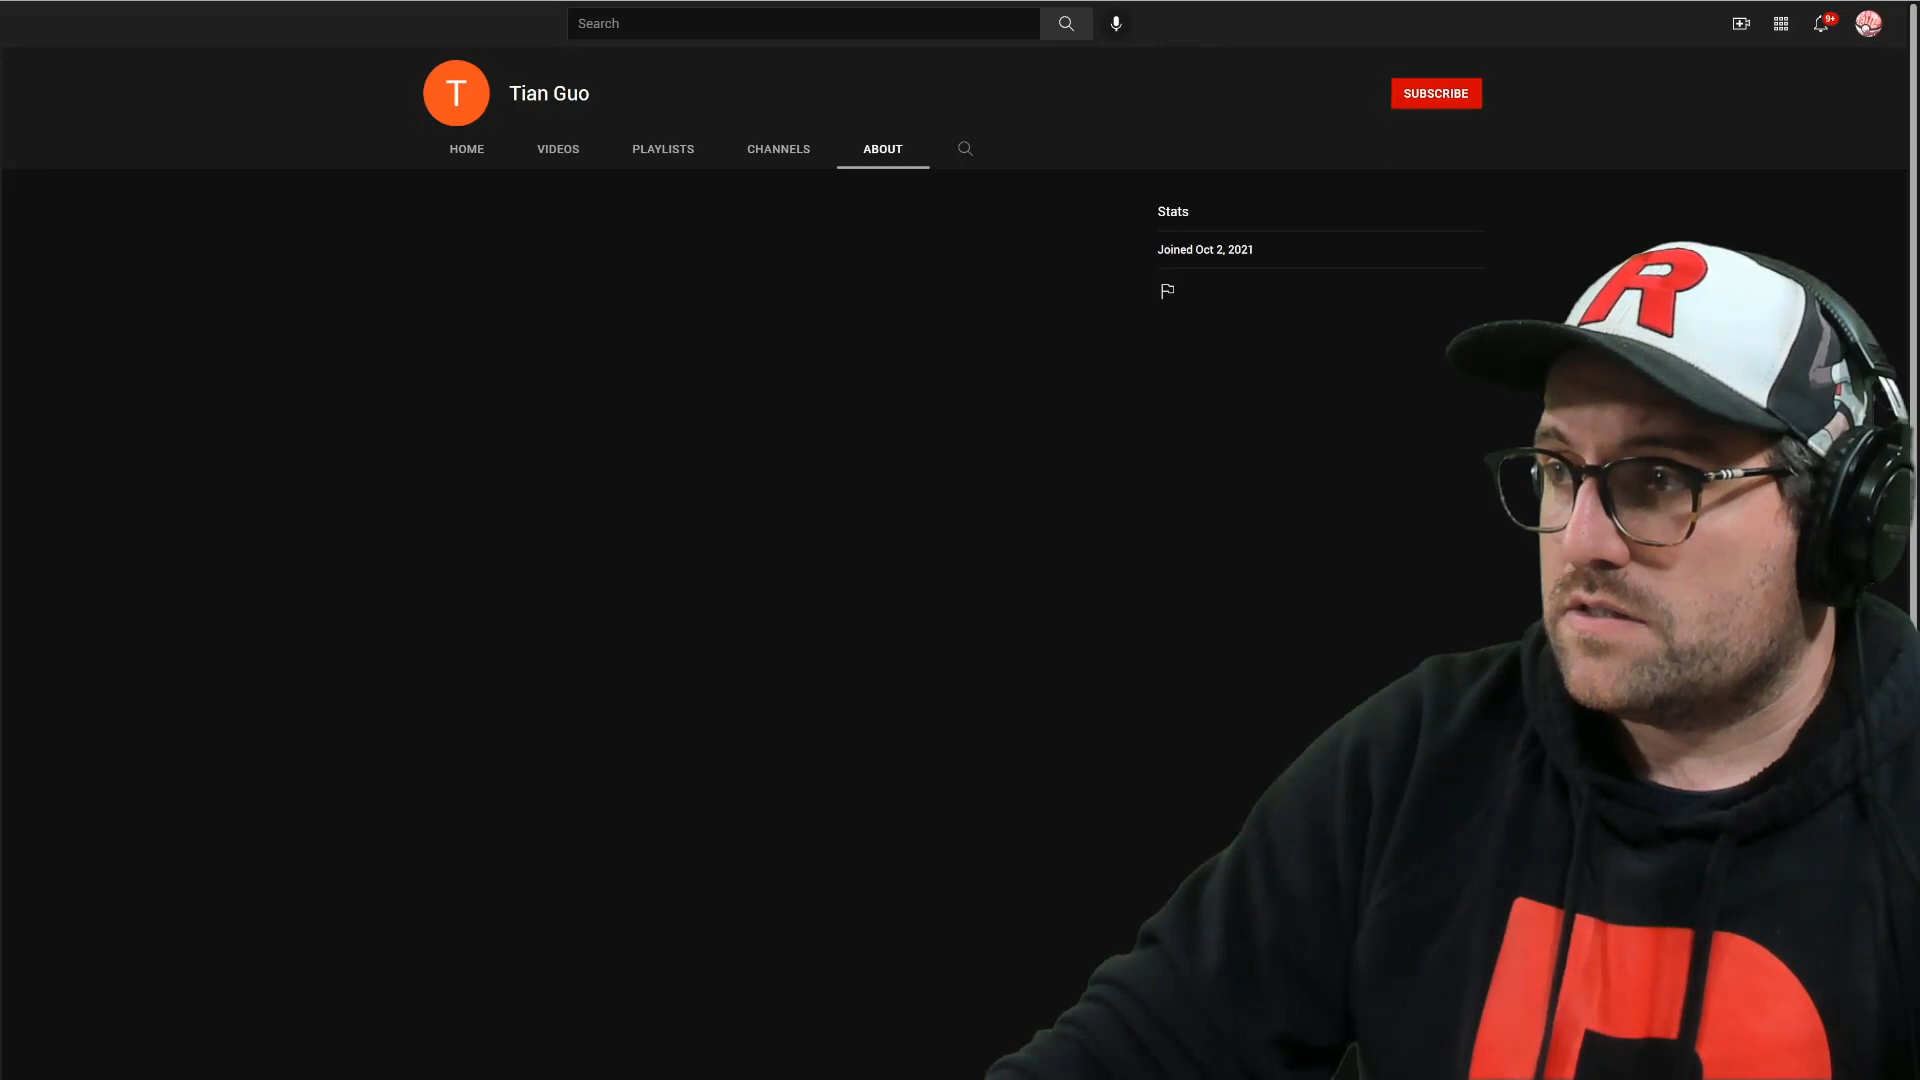 Search
9+
T
Tian Guo
SUBSCRIBE
HOME
VIDEOS
PLAYLISTS
CHANNELS
ABOUT
Stats
Joined Oct 2, 2021
R
R